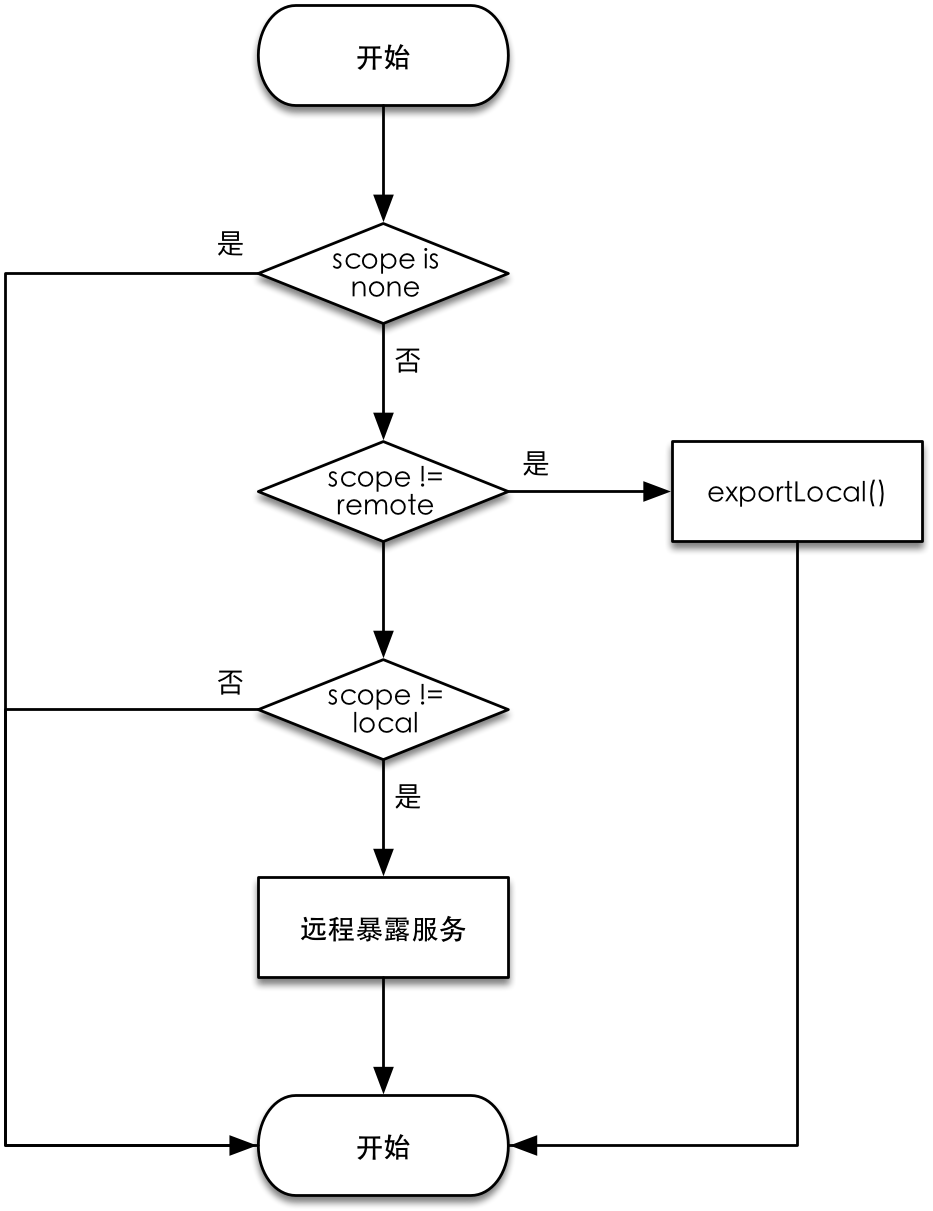 开始
是
scope is
none
否
scope !=
remote
是
exportLocal()
否
scope !=
local
是
远程暴露服务
开始